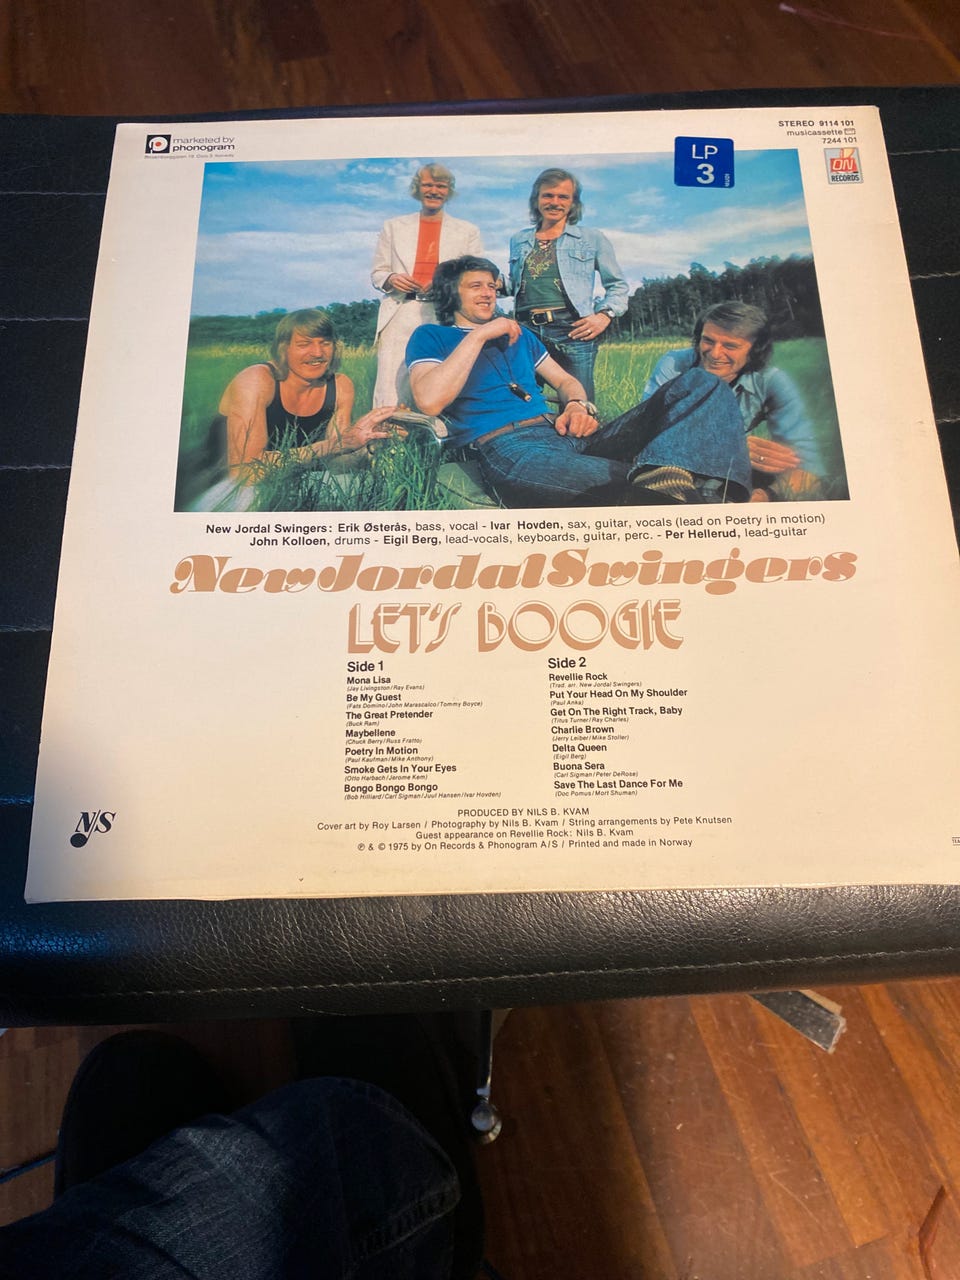 marketed by
phonogram
STEREO 9114 101
musicassette
7244 101
LP
3
ON
RECORDS
New Jordal Swingers: Erik Østerås, bass, vocal - Ivar Hovden, sax, guitar, vocals (lead on Poetry in motion)
John Kolloen, drums - Eigil Berg, lead-vocals, keyboards, guitar, perc. - Per Hellerud, lead-guitar
New Jordal Swingers
LET'S BOOGIE
Side 1
Mona Lisa
(Jay Livingston/Ray Evans)
Be My Guest
(Fats Domino/John Marascalco/Tommy Boyce)
The Great Pretender
(Buck Ram)
Maybellene
(Chuck Berry/Russ Fratto)
Poetry In Motion
(Paul Kaufman/Mike Anthony)
Smoke Gets In Your Eyes
(Otto Harbach/Jerome Kern)
Bongo Bongo Bongo
(Bob Hilliard/Carl Sigman/Juul Hansen/Ivar Hovden)
Side 2
Revellie Rock
(Trad. arr. New Jordal Swingers)
Put Your Head On My Shoulder
(Paul Anka)
Get On The Right Track, Baby
(Titus Turner/Ray Charles)
Charlie Brown
(Jerry Leiber/Mike Stoller)
Delta Queen
(Eigil Berg)
Buona Sera
(Carl Sigman/Peter DeRose)
Save The Last Dance For Me
(Doc Pomus/Mort Shuman)
PRODUCED BY NILS B. KVAM
Cover art by Roy Larsen / Photography by Nils B. Kvam / String arrangements by Pete Knutsen
Guest appearance on Revellie Rock: Nils B. Kvam
℗ & © 1975 by On Records & Phonogram A/S / Printed and made in Norway
N/S